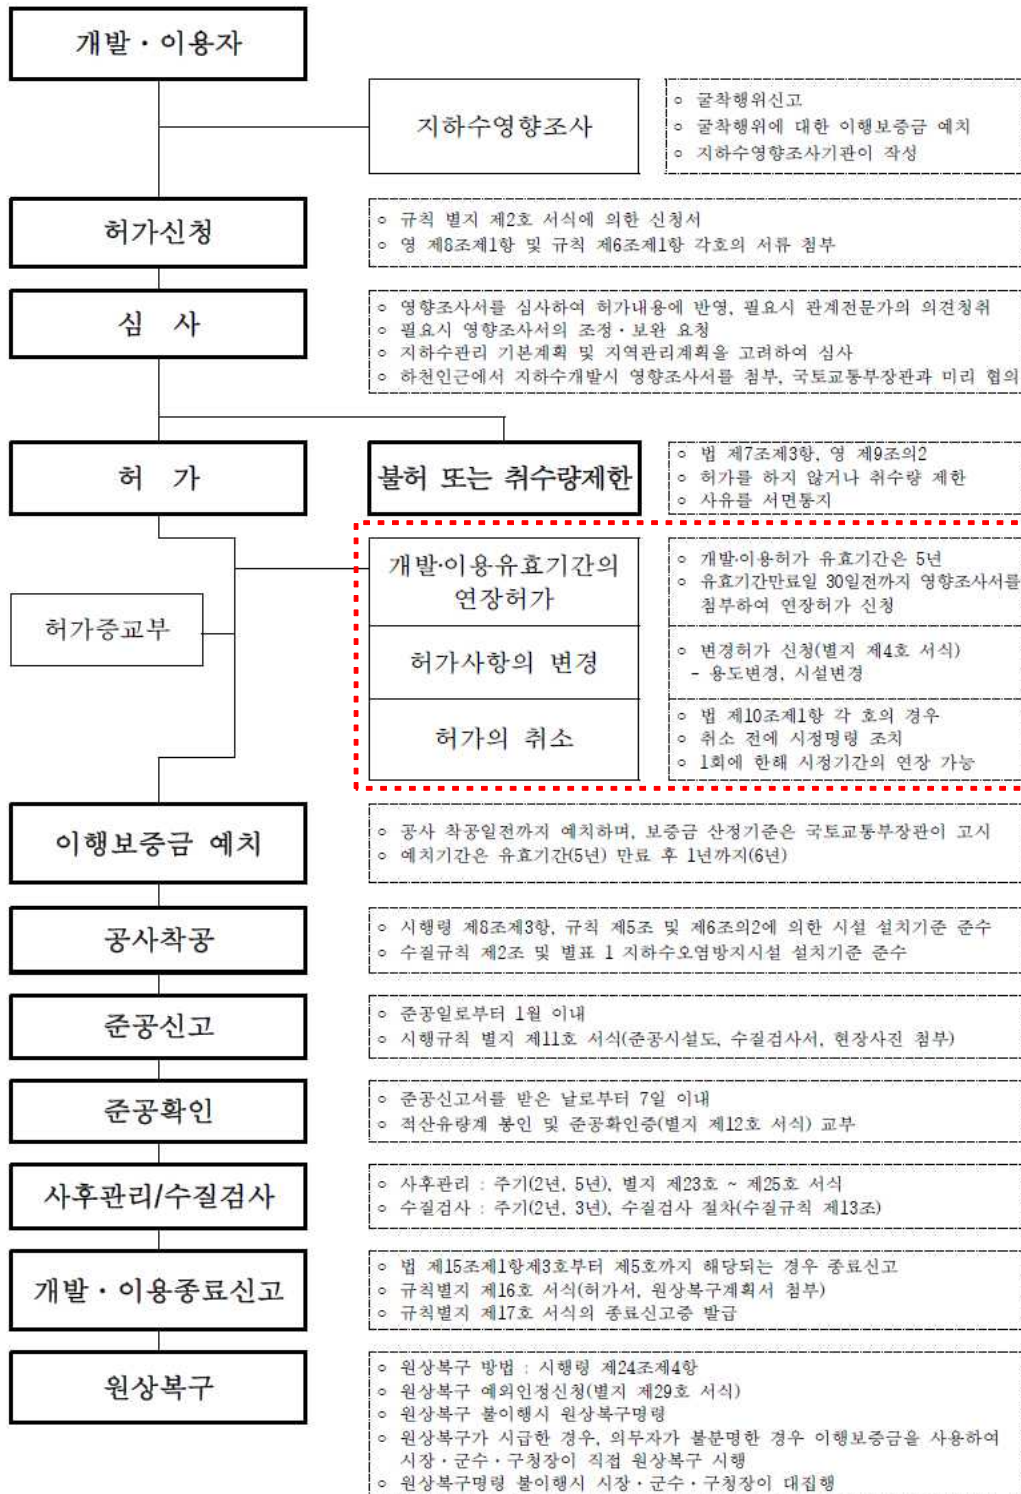 개발·이용자
지하수영향조사
◦ 굴착행위신고
◦ 굴착행위에 대한 이행보증금 예치
◦ 지하수영향조사기관이 작성
허가신청
◦ 규칙 별지 제2호 서식에 의한 신청서
◦ 영 제8조제1항 및 규칙 제6조제1항 각호의 서류 첨부
심 사
◦ 영향조사서를 심사하여 허가내용에 반영, 필요시 관계전문가의 의견청취
◦ 필요시 영향조사서의 조정·보완 요청
◦ 지하수관리 기본계획 및 지역관리계획을 고려하여 심사
◦ 하천인근에서 지하수개발시 영향조사서를 첨부, 국토교통부장관과 미리 협의
허 가
불허 또는 취수량제한
◦ 법 제7조제3항, 영 제9조의2
◦ 허가를 하지 않거나 취수량 제한
◦ 사유를 서면통지
개발·이용유효기간의
연장허가
◦ 개발·이용허가 유효기간은 5년
◦ 유효기간만료일 30일전까지 영향조사서를
첨부하여 연장허가 신청
허가증교부
허가사항의 변경
◦ 변경허가 신청(별지 제4호 서식)
- 용도변경, 시설변경
허가의 취소
◦ 법 제10조제1항 각 호의 경우
◦ 취소 전에 시정명령 조치
◦ 1회에 한해 시정기간의 연장 가능
이행보증금 예치
◦ 공사 착공일전까지 예치하며, 보증금 산정기준은 국토교통부장관이 고시
◦ 예치기간은 유효기간(5년) 만료 후 1년까지(6년)
공사착공
◦ 시행령 제8조제3항, 규칙 제5조 및 제6조의2에 의한 시설 설치기준 준수
◦ 수질규칙 제2조 및 별표 1 지하수오염방지시설 설치기준 준수
준공신고
◦ 준공일로부터 1월 이내
◦ 시행규칙 별지 제11호 서식(준공시설도, 수질검사서, 현장사진 첨부)
준공확인
◦ 준공신고서를 받은 날로부터 7일 이내
◦ 적산유량계 봉인 및 준공확인증(별지 제12호 서식) 교부
사후관리/수질검사
◦ 사후관리 : 주기(2년, 5년), 별지 제23호 ~ 제25호 서식
◦ 수질검사 : 주기(2년, 3년), 수질검사 절차(수질규칙 제13조)
개발·이용종료신고
◦ 법 제15조제1항제3호부터 제5호까지 해당되는 경우 종료신고
◦ 규칙별지 제16호 서식(허가서, 원상복구계획서 첨부)
◦ 규칙별지 제17호 서식의 종료신고증 발급
원상복구
◦ 원상복구 방법 : 시행령 제24조제4항
◦ 원상복구 예외인정신청(별지 제29호 서식)
◦ 원상복구 불이행시 원상복구명령
◦ 원상복구가 시급한 경우, 의무자가 불분명한 경우 이행보증금을 사용하여
시장·군수·구청장이 직접 원상복구 시행
◦ 원상복구명령 불이행시 시장·군수·구청장이 대집행